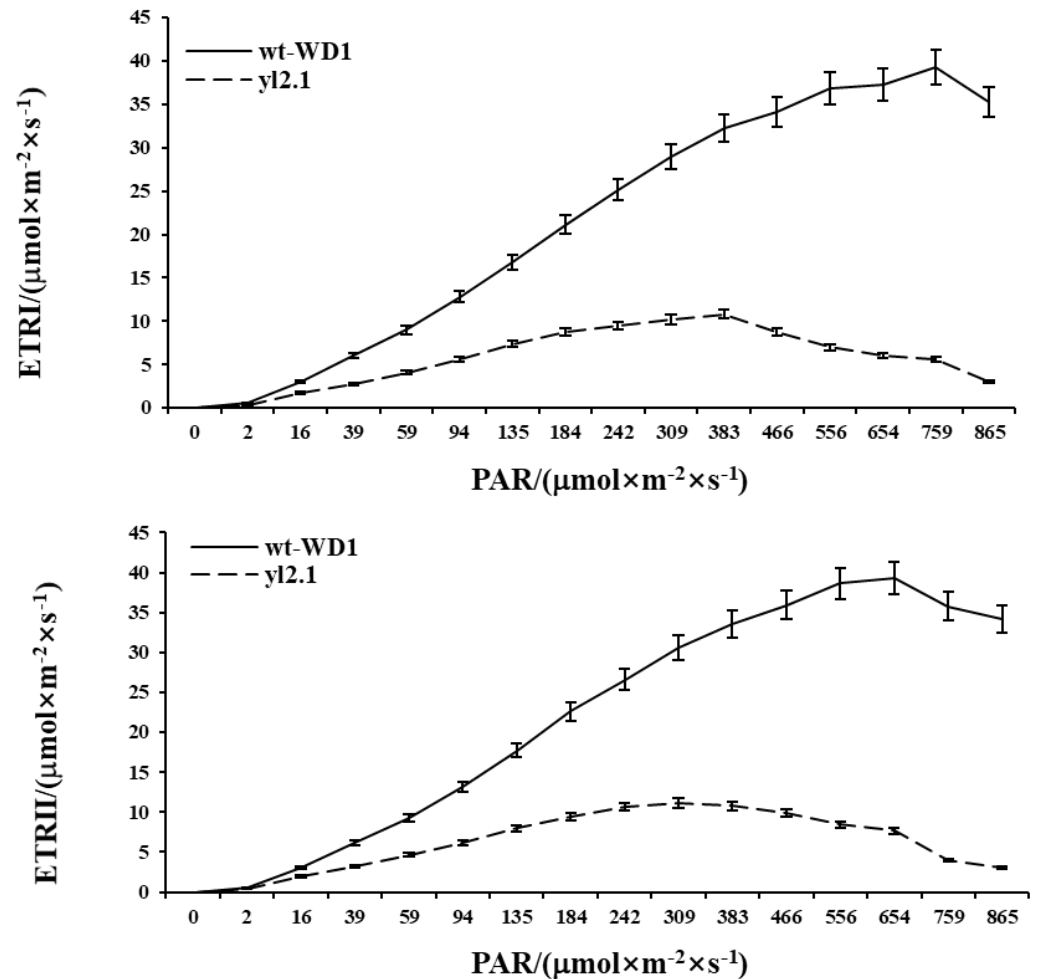 45
40
35
30
25
20
15
10
5
0
wt-WD1
yl2.1
ETRI/(μmol×m⁻²×s⁻¹)
0 2 16 39 59 94 135 184 242 309 383 466 556 654 759 865
PAR/(μmol×m⁻²×s⁻¹)
45
40
35
30
25
20
15
10
5
0
wt-WD1
yl2.1
ETRII/(μmol×m⁻²×s⁻¹)
0 2 16 39 59 94 135 184 242 309 383 466 556 654 759 865
PAR/(μmol×m⁻²×s⁻¹)